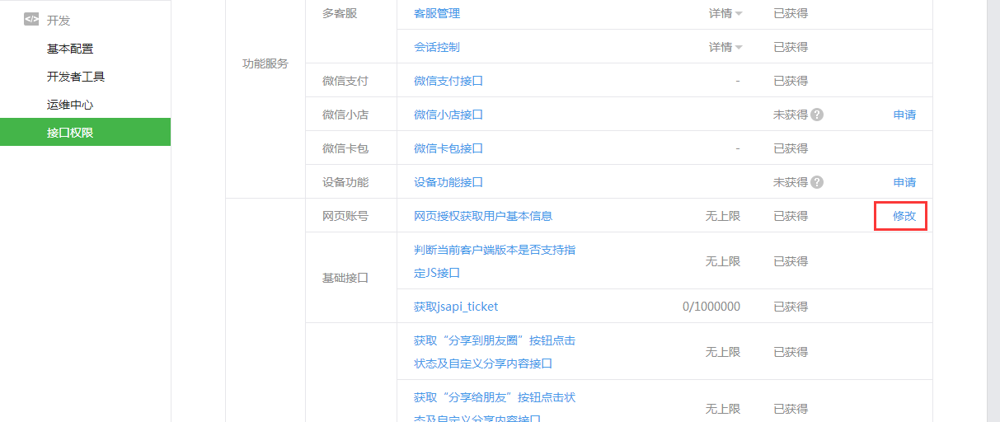 </> 开发
基本配置
开发者工具
运维中心
接口权限
功能服务
多客服 客服管理 详情 已获得
会话控制 详情 已获得
微信支付 微信支付接口 - 已获得
微信小店 微信小店接口 未获得 ? 申请
微信卡包 微信卡包接口 - 已获得
设备功能 设备功能接口 未获得 ? 申请
网页账号 网页授权获取用户基本信息 无上限 已获得 修改
基础接口
判断当前客户端版本是否支持指
定JS接口 无上限 已获得
获取jsapi_ticket 0/1000000 已获得
获取“分享到朋友圈”按钮点击
状态及自定义分享内容接口 无上限 已获得
获取“分享给朋友”按钮点击状
态及自定义分享内容接口 无上限 已获得